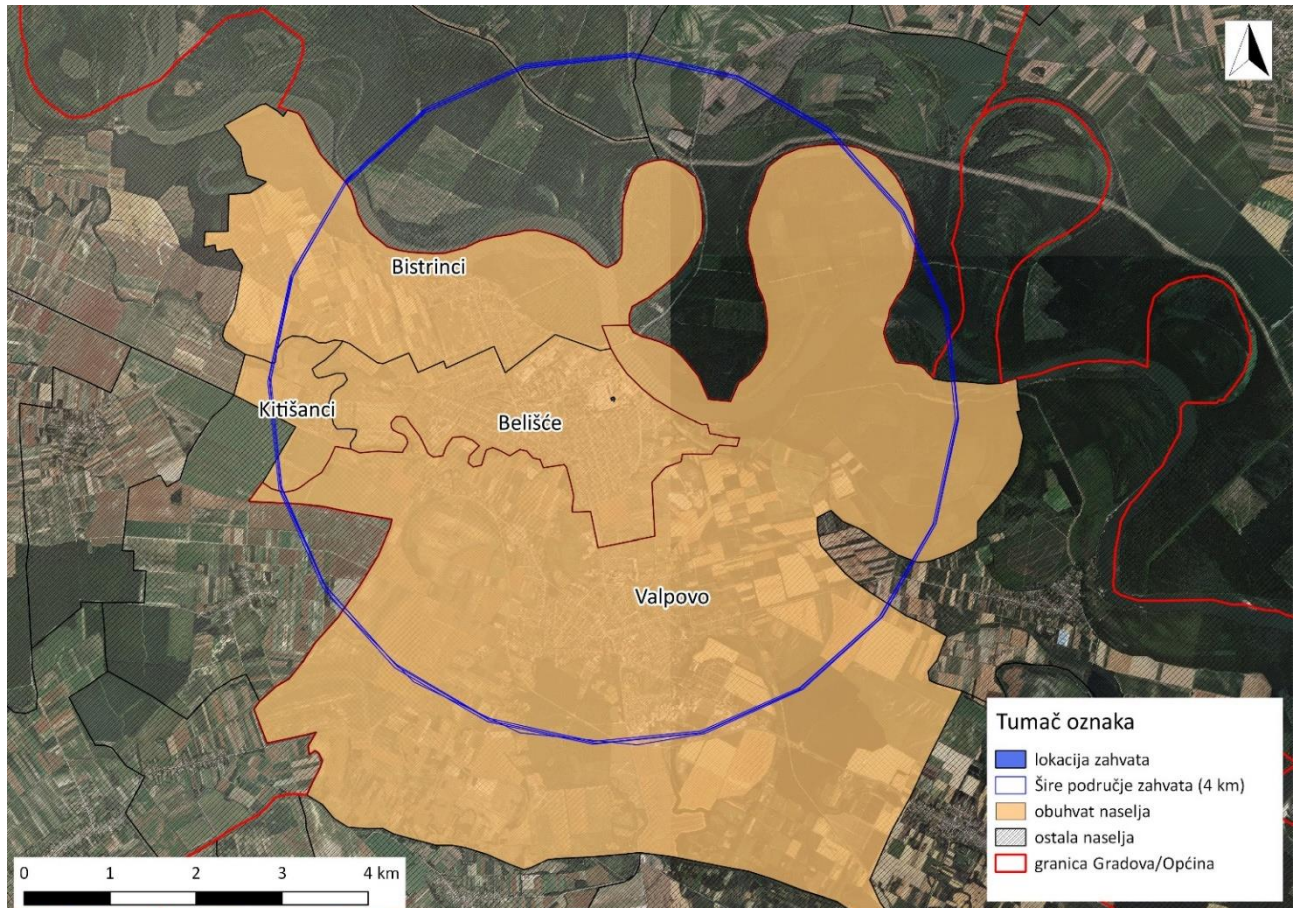 Bistrinci
Kitišanci
Belišće
Valpovo
Tumač oznaka
lokacija zahvata
Šire područje zahvata (4 km)
obuhvat naselja
ostala naselja
granica Gradova/Općina
0 1 2 3 4 km